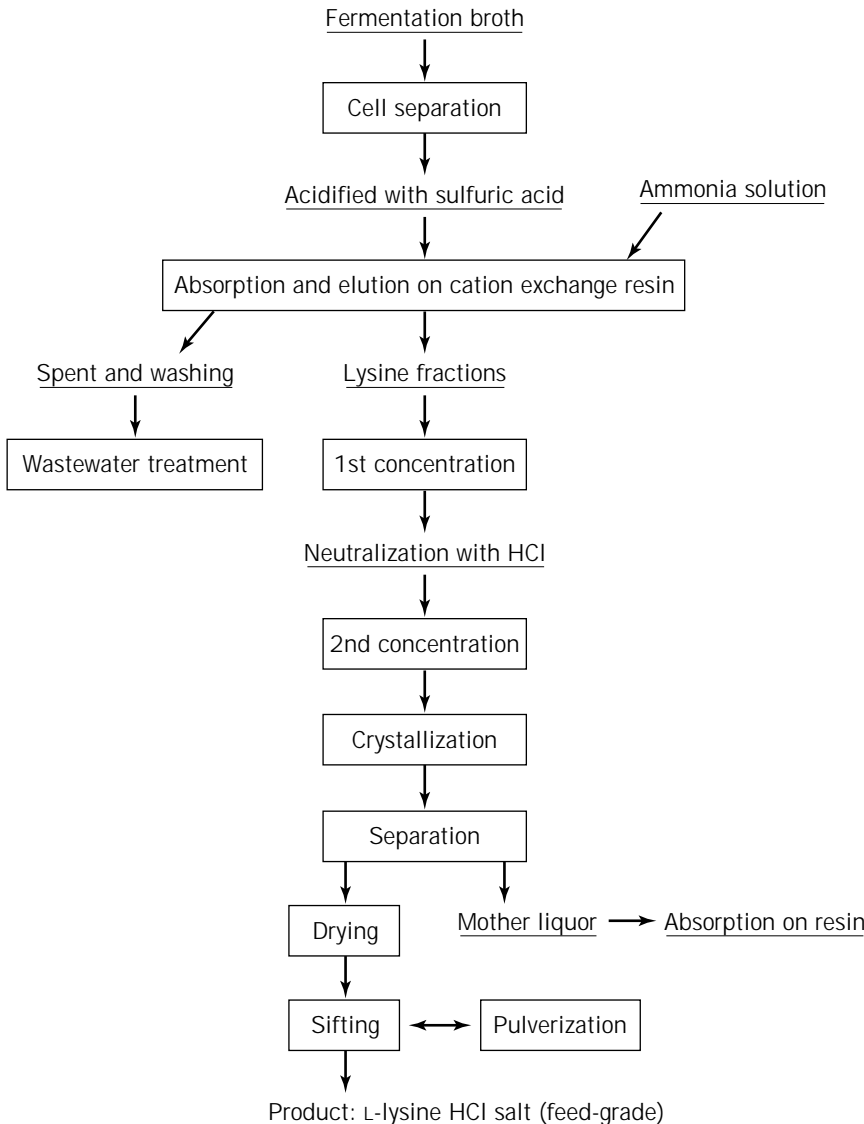 Fermentation broth
Cell separation
Acidified with sulfuric acid
Ammonia solution
Absorption and elution on cation exchange resin
Spent and washing
Lysine fractions
Wastewater treatment
1st concentration
Neutralization with HCl
2nd concentration
Crystallization
Separation
Mother liquor
Absorption on resin
Drying
Sifting
Pulverization
Product: L-lysine HCl salt (feed-grade)